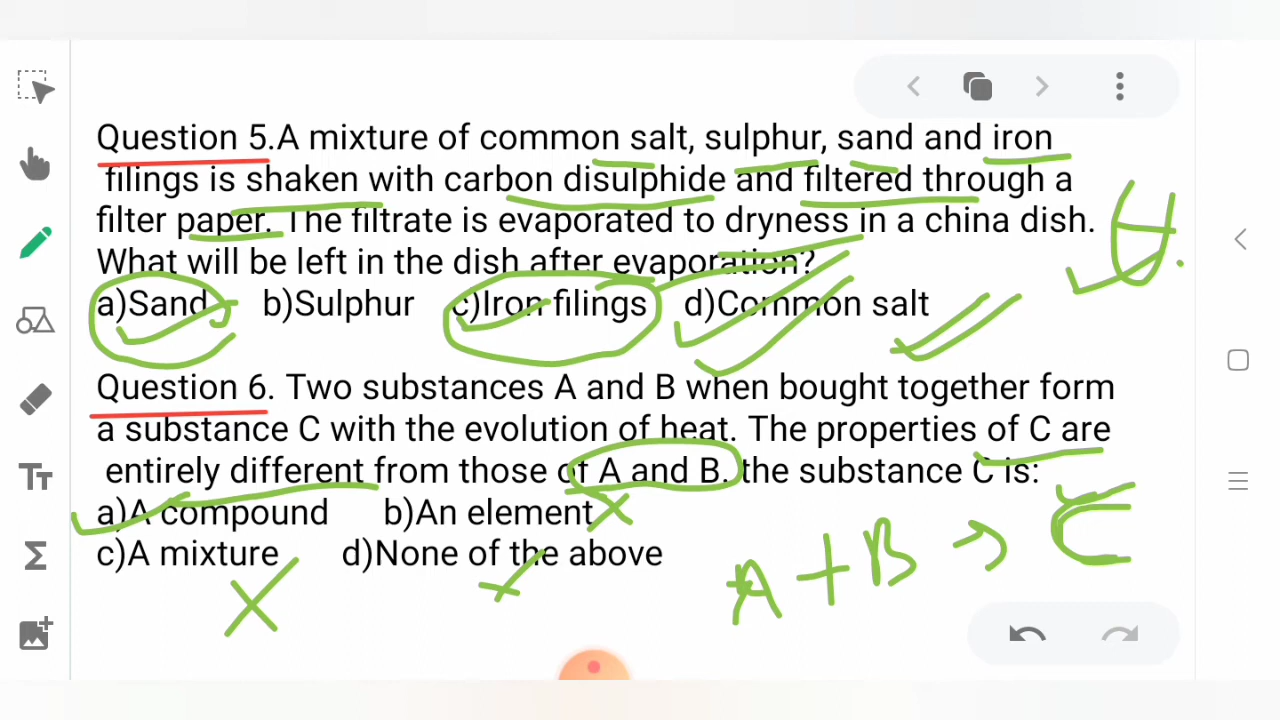 Question 5.A mixture of common salt, sulphur, sand and iron
filings is shaken with carbon disulphide and filtered through a
filter paper. The filtrate is evaporated to dryness in a china dish.
What will be left in the dish after evaporation?
a)Sand b)Sulphur c)Iron filings d)Common salt
Question 6. Two substances A and B when bought together form
a substance C with the evolution of heat. The properties of C are
entirely different from those of A and B. the substance C is:
a)A compound b)An element
c)A mixture d)None of the above
A + B → C
Tт
Σ